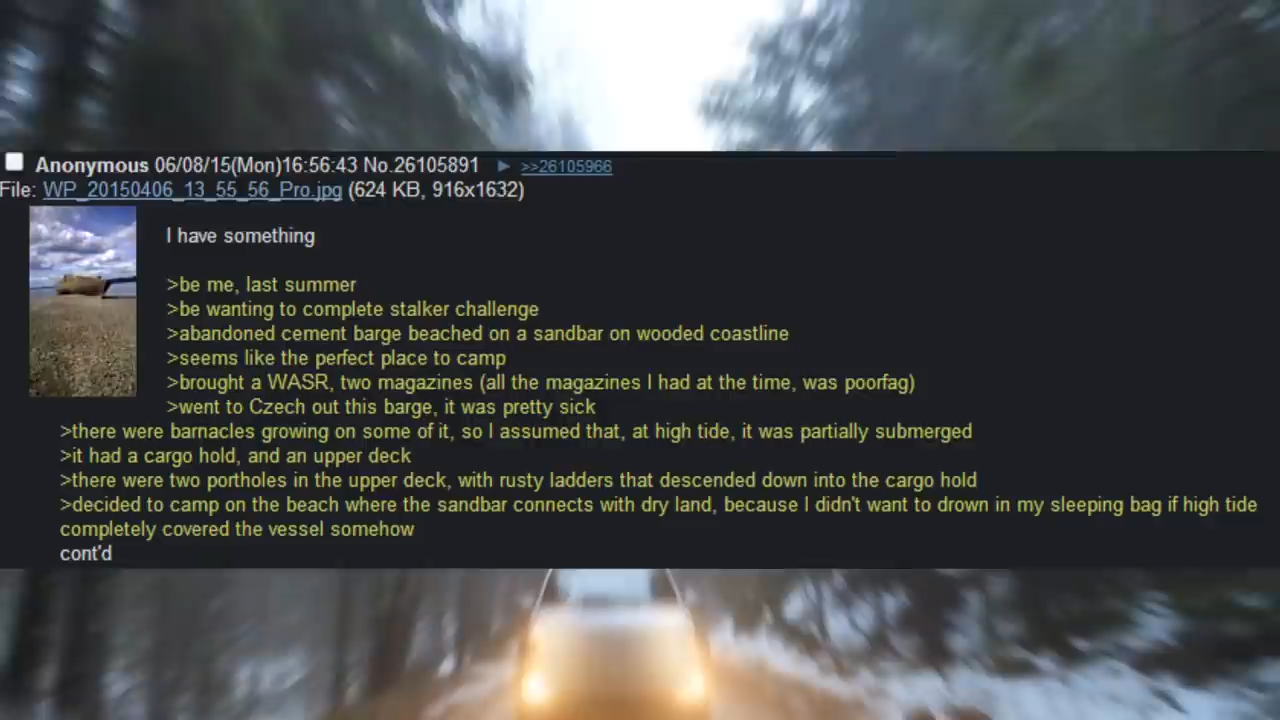 Anonymous 06/08/15(Mon)16:56:43 No.26105891 ▶ >>26105966
File: WP_20150406_13_55_56_Pro.jpg (624 KB, 916x1632)
I have something
>be me, last summer
>be wanting to complete stalker challenge
>abandoned cement barge beached on a sandbar on wooded coastline
>seems like the perfect place to camp
>brought a WASR, two magazines (all the magazines I had at the time, was poorfag)
>went to Czech out this barge, it was pretty sick
>there were barnacles growing on some of it, so I assumed that, at high tide, it was partially submerged
>it had a cargo hold, and an upper deck
>there were two portholes in the upper deck, with rusty ladders that descended down into the cargo hold
>decided to camp on the beach where the sandbar connects with dry land, because I didn't want to drown in my sleeping bag if high tide
completely covered the vessel somehow
cont'd